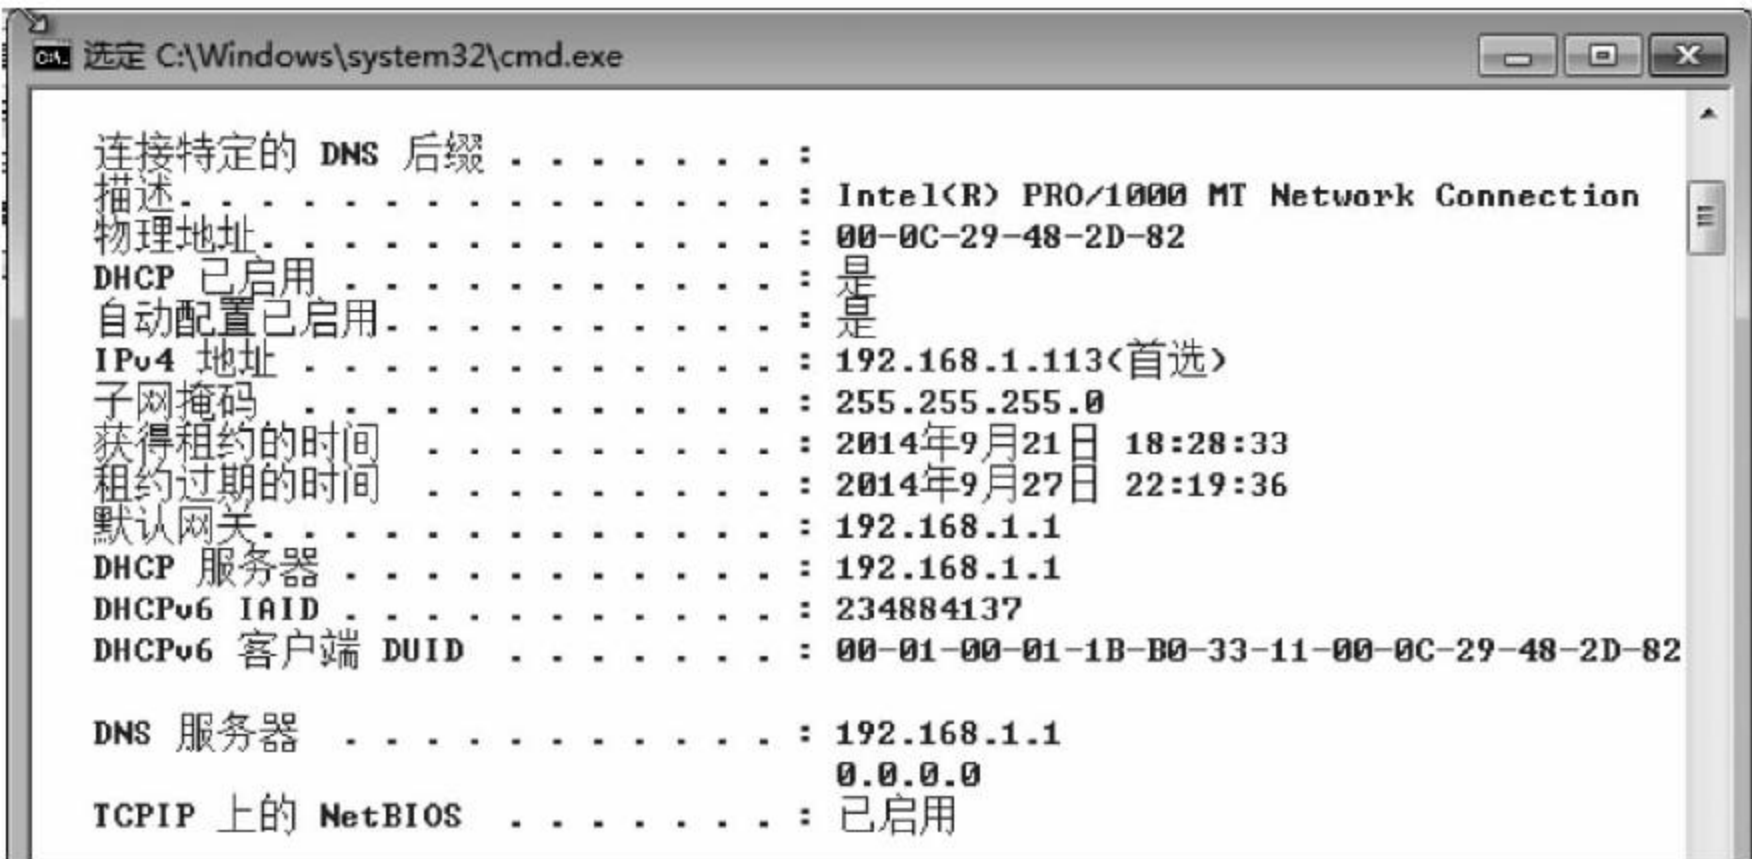 选定 C:\Windows\system32\cmd.exe
连接特定的 DNS 后缀 . . . . . . . :
描述. . . . . . . . . . . . . . . : Intel(R) PRO/1000 MT Network Connection
物理地址. . . . . . . . . . . . . : 00-0C-29-48-2D-82
DHCP 已启用 . . . . . . . . . . . : 是
自动配置已启用. . . . . . . . . . : 是
IPv4 地址 . . . . . . . . . . . . : 192.168.1.113(首选)
子网掩码  . . . . . . . . . . . . : 255.255.255.0
获得租约的时间  . . . . . . . . . : 2014年9月21日 18:28:33
租约过期的时间  . . . . . . . . . : 2014年9月27日 22:19:36
默认网关. . . . . . . . . . . . . : 192.168.1.1
DHCP 服务器 . . . . . . . . . . . : 192.168.1.1
DHCPv6 IAID . . . . . . . . . . . : 234884137
DHCPv6 客户端 DUID  . . . . . . . : 00-01-00-01-1B-B0-33-11-00-0C-29-48-2D-82
DNS 服务器  . . . . . . . . . . . : 192.168.1.1
0.0.0.0
TCPIP 上的 NetBIOS  . . . . . . . : 已启用